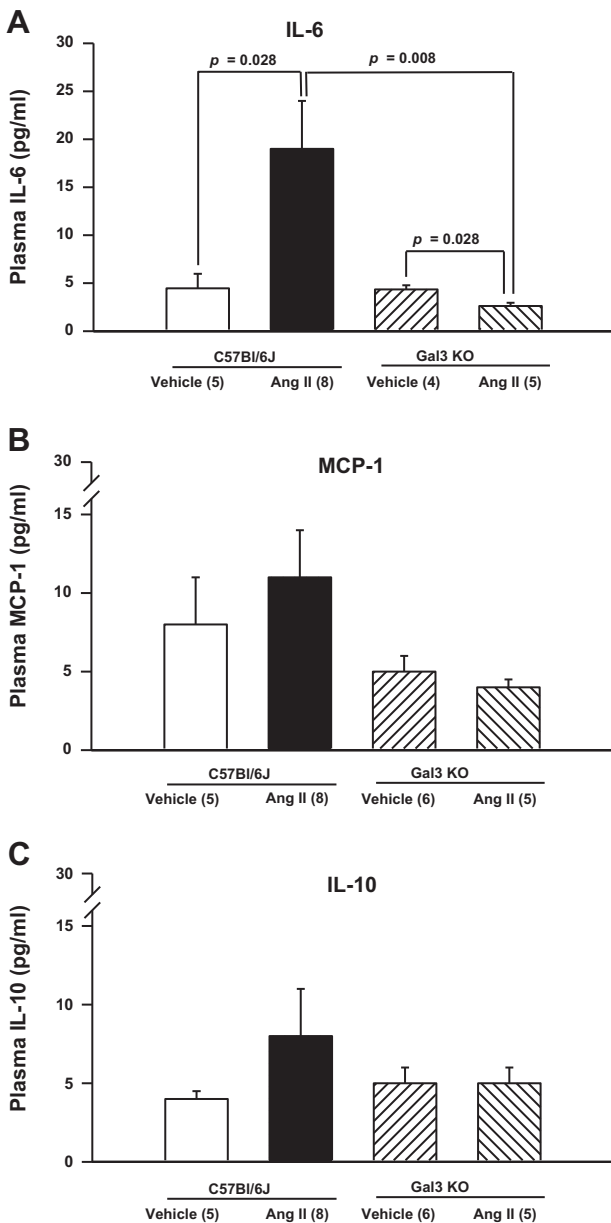 A
IL-6
30
p = 0.028
p = 0.008
25
20
15
10
p = 0.028
5
0
Plasma IL-6 (pg/ml)
C57Bl/6J
Gal3 KO
Vehicle (5)
Ang II (8)
Vehicle (4)
Ang II (5)
B
MCP-1
30
15
10
5
0
Plasma MCP-1 (pg/ml)
C57Bl/6J
Gal3 KO
Vehicle (5)
Ang II (8)
Vehicle (6)
Ang II (5)
C
IL-10
30
15
10
5
0
Plasma IL-10 (pg/ml)
C57Bl/6J
Gal3 KO
Vehicle (5)
Ang II (8)
Vehicle (6)
Ang II (5)